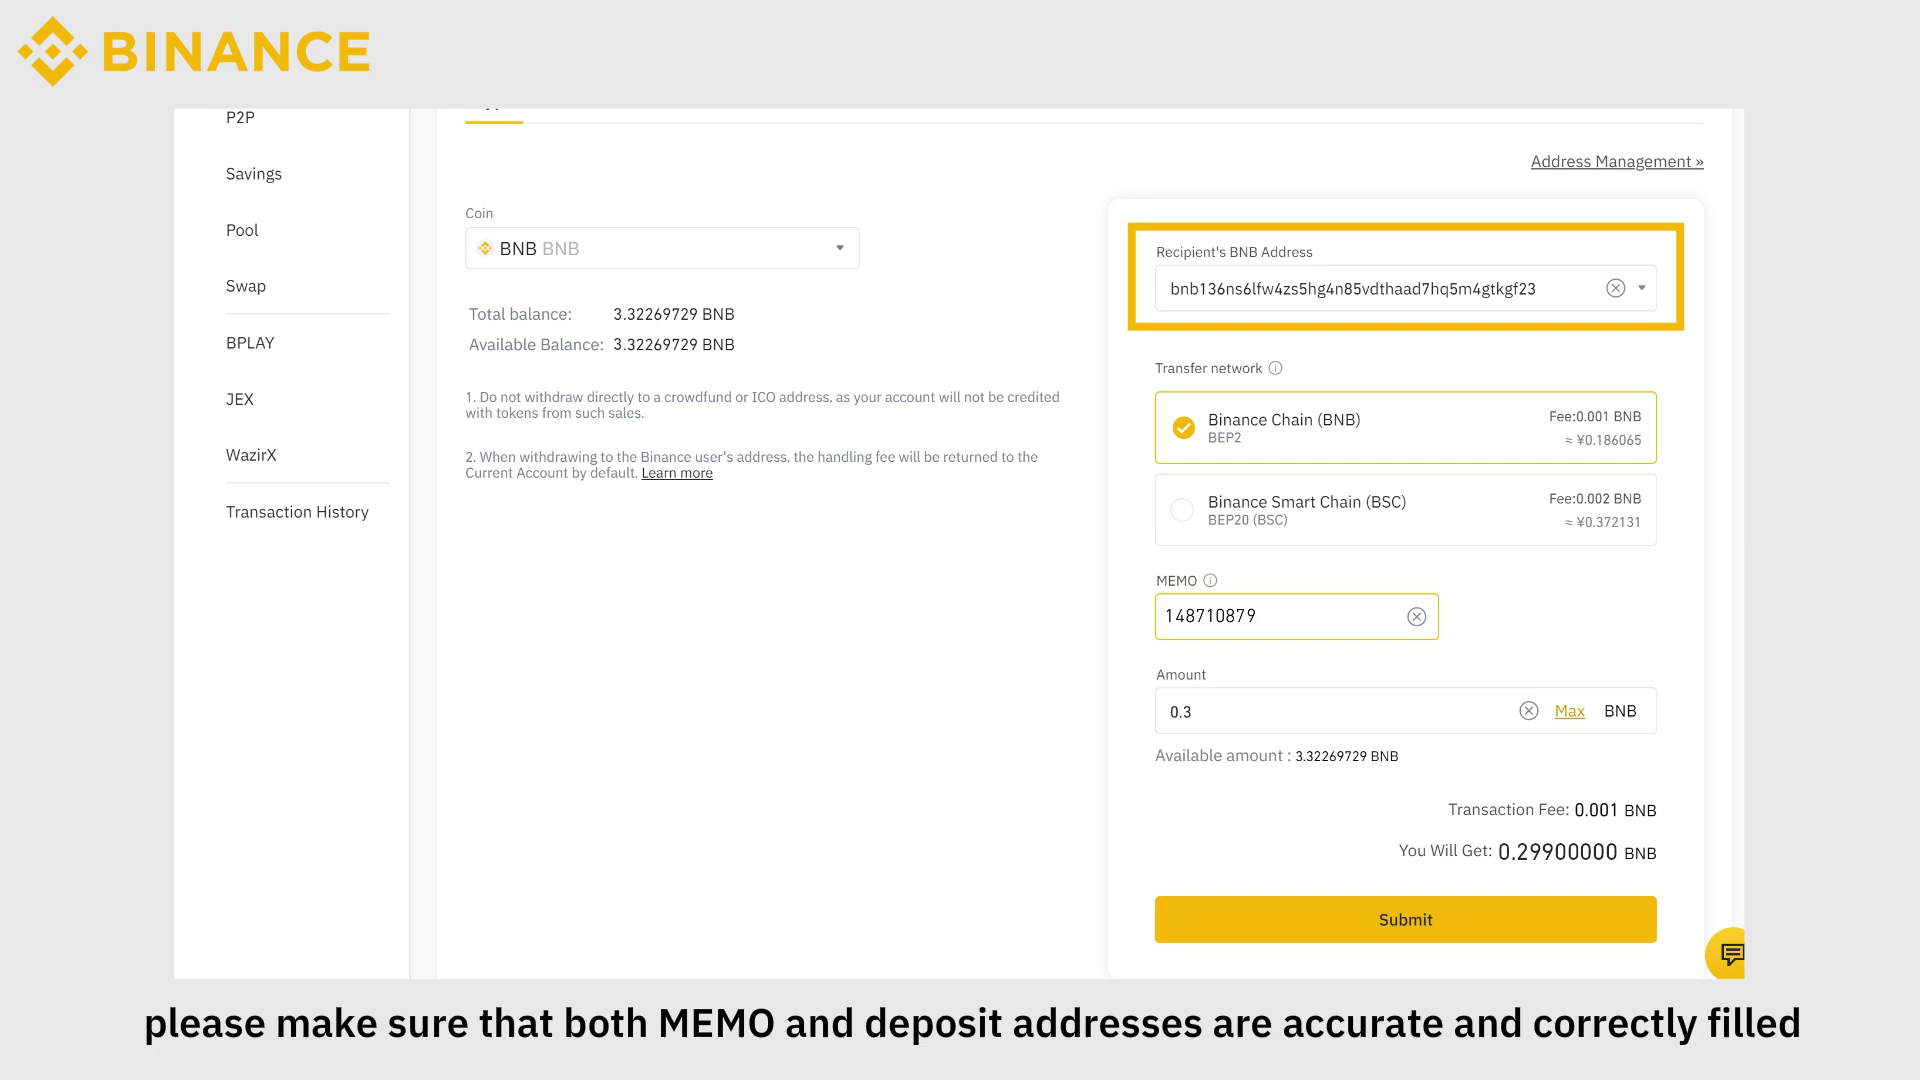 BINANCE
P2P
Savings
Pool
Swap
BPLAY
JEX
WazirX
Transaction History
Address Management »
Coin
BNB BNB
Total balance: 3.32269729 BNB
Available Balance: 3.32269729 BNB
1. Do not withdraw directly to a crowdfund or ICO address, as your account will not be credited
with tokens from such sales.
2. When withdrawing to the Binance user's address, the handling fee will be returned to the
Current Account by default. Learn more
Recipient's BNB Address
bnb136ns6lfw4zs5hg4n85vdthaad7hq5m4gtkgf23
Transfer network
Binance Chain (BNB) Fee:0.001 BNB
BEP2 ≈ ¥0.186065
Binance Smart Chain (BSC) Fee:0.002 BNB
BEP20 (BSC) ≈ ¥0.372131
MEMO
148710879
Amount
0.3 Max BNB
Available amount : 3.32269729 BNB
Transaction Fee: 0.001 BNB
You Will Get: 0.29900000 BNB
Submit
please make sure that both MEMO and deposit addresses are accurate and correctly filled